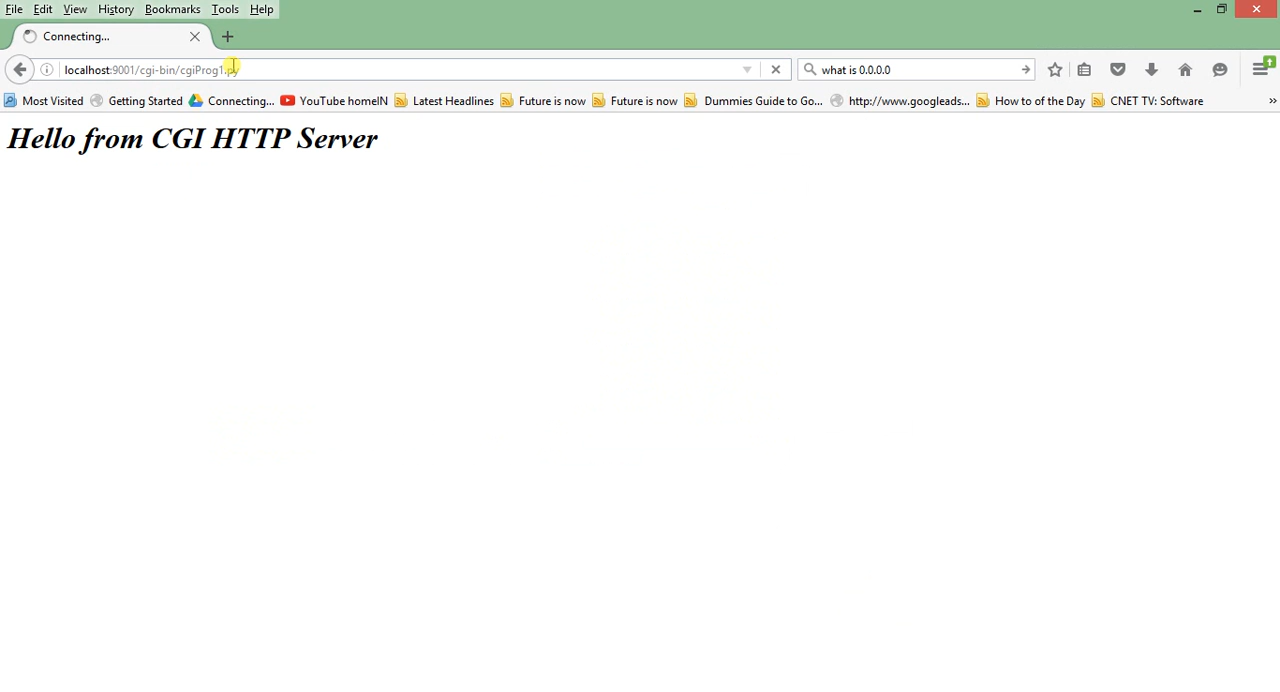 File Edit View History Bookmarks Tools Help
Connecting...
localhost:9001/cgi-bin/cgiProg1.py
what is 0.0.0.0
Most Visited Getting Started Connecting... YouTube homeIN Latest Headlines Future is now Future is now Dummies Guide to Go... http://www.googleads... How to of the Day CNET TV: Software
Hello from CGI HTTP Server